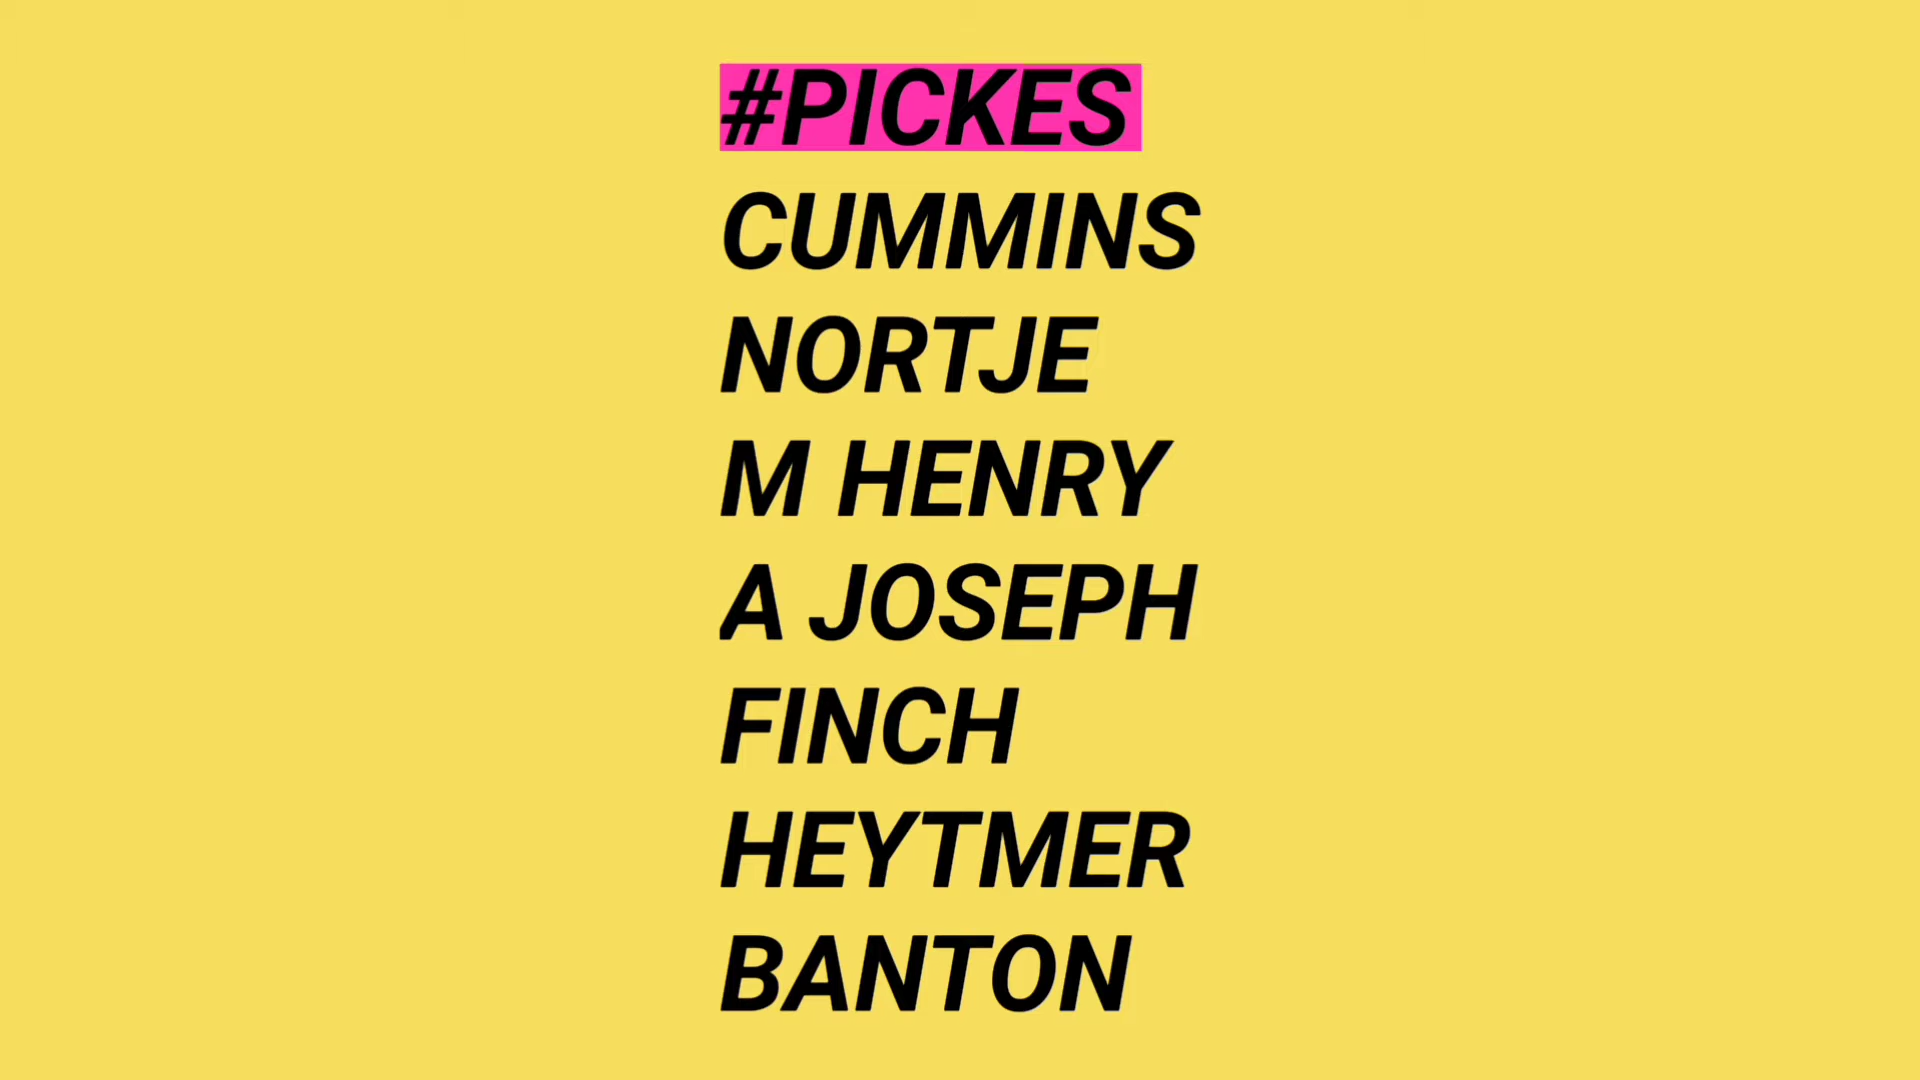 #PICKES
CUMMINS
NORTJE
M HENRY
A JOSEPH
FINCH
HEYTMER
BANTON